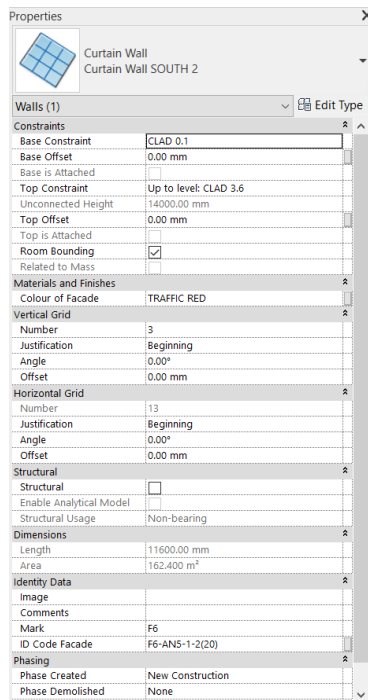 Properties
Curtain Wall
Curtain Wall SOUTH 2
Walls (1) Edit Type
Constraints
Base Constraint CLAD 0.1
Base Offset 0.00 mm
Base is Attached
Top Constraint Up to level: CLAD 3.6
Unconnected Height 14000.00 mm
Top Offset 0.00 mm
Top is Attached
Room Bounding
Related to Mass
Materials and Finishes
Colour of Facade TRAFFIC RED
Vertical Grid
Number 3
Justification Beginning
Angle 0.00°
Offset 0.00 mm
Horizontal Grid
Number 13
Justification Beginning
Angle 0.00°
Offset 0.00 mm
Structural
Structural
Enable Analytical Model
Structural Usage Non-bearing
Dimensions
Length 11600.00 mm
Area 162.400 m²
Identity Data
Image
Comments
Mark F6
ID Code Facade F6-AN5-1-2(20)
Phasing
Phase Created New Construction
Phase Demolished None